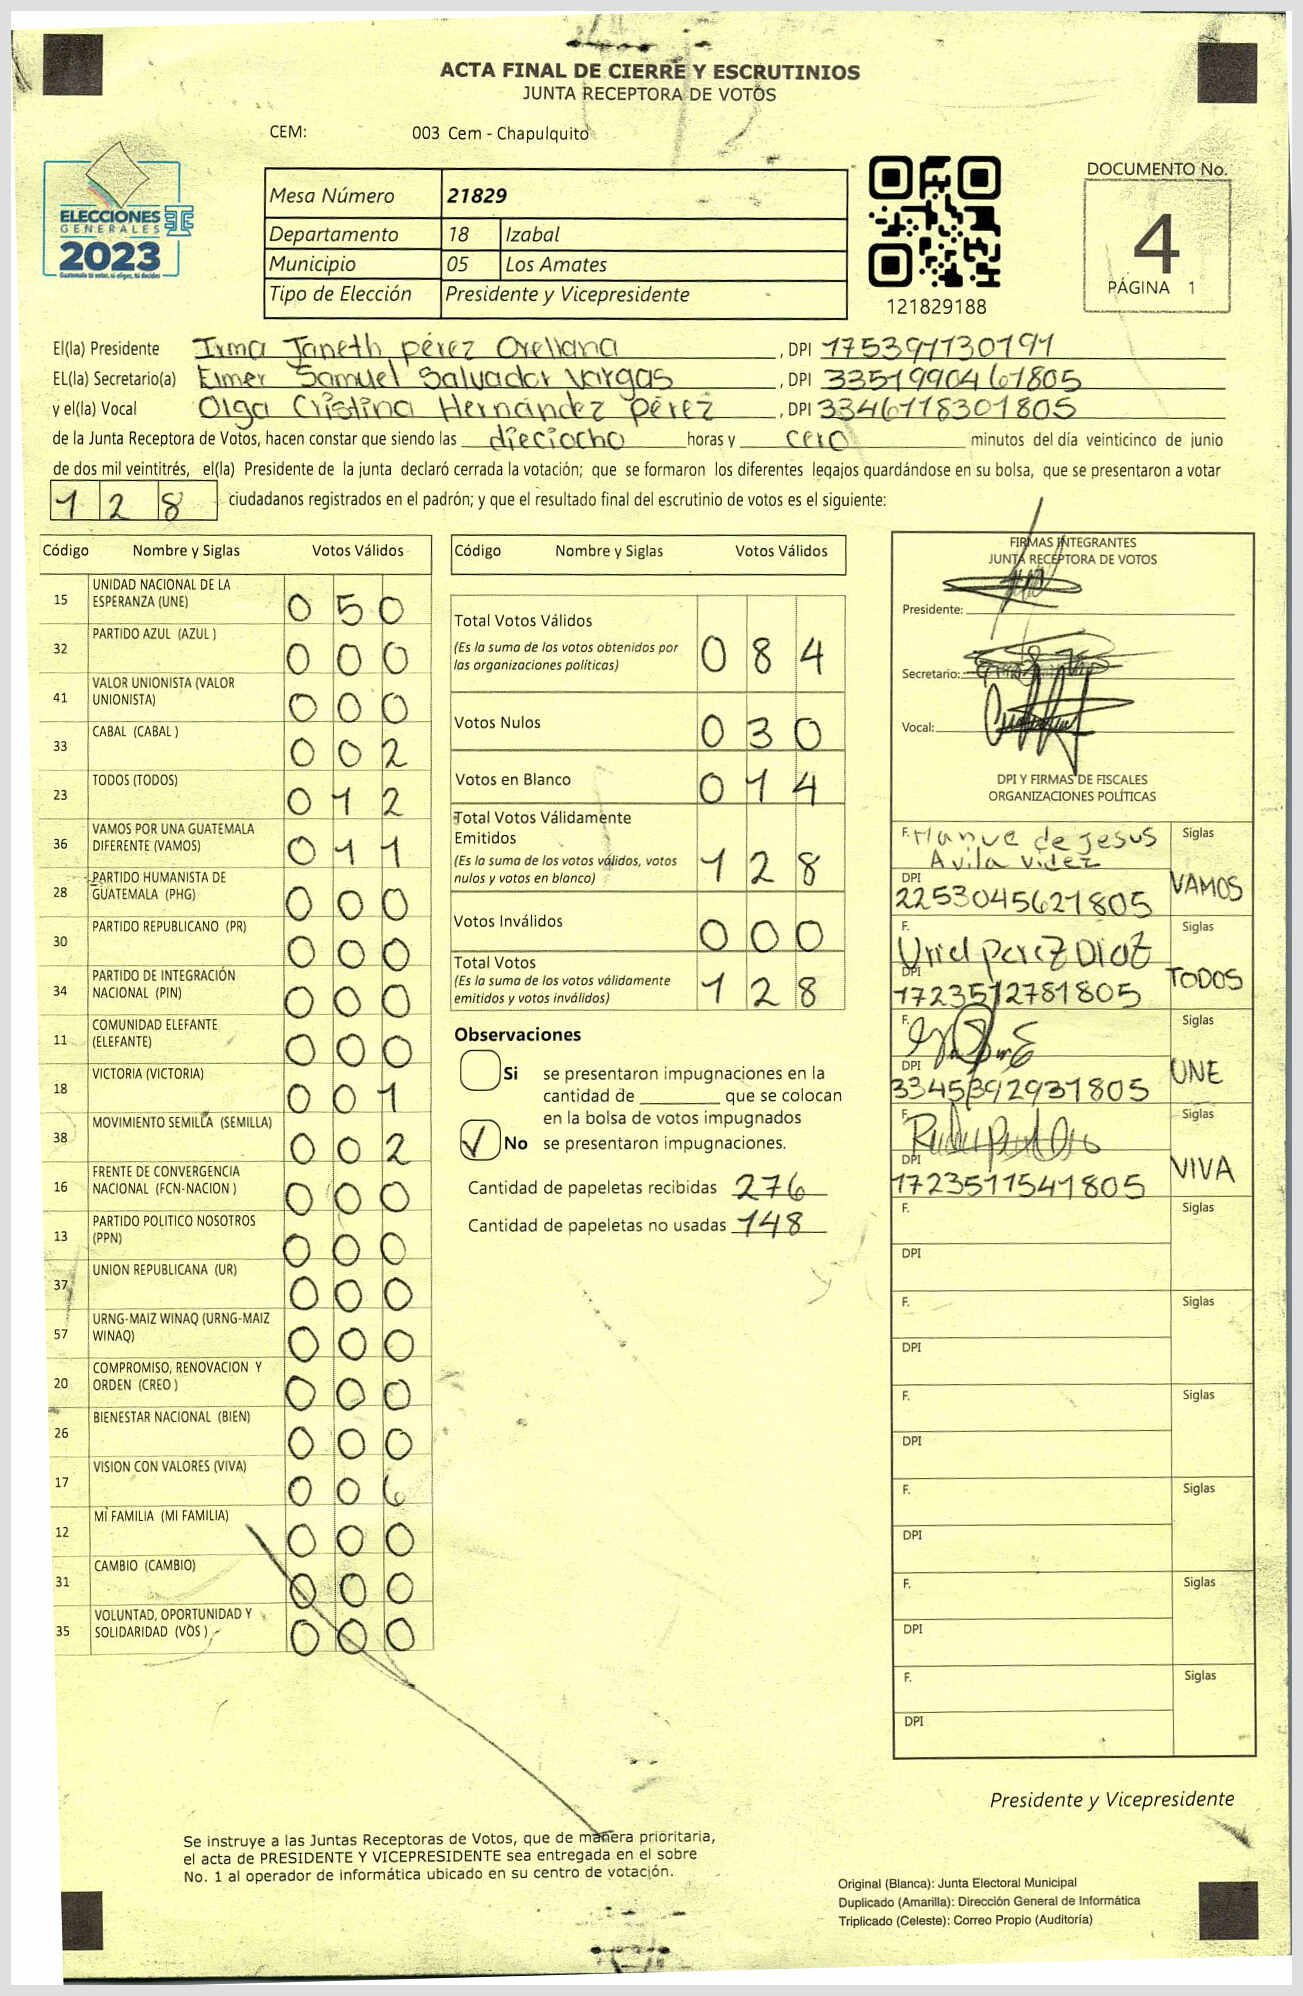 ACTA FINAL DE CIERRE Y ESCRUTINIOS
JUNTA RECEPTORA DE VOTOS
CEM: 003 Cem - Chapulquito
ELECCIONES
GENERALES
2023
Mesa Número 21829
Departamento 18 Izabal
Municipio 05 Los Amates
Tipo de Elección Presidente y Vicepresidente
121829188
DOCUMENTO No.
4
PÁGINA 1
El(la) Presidente Irma Janeth pérez Orellana , DPI 1753911730191
EL(la) Secretario(a) Elmer Samuel Salvador Vargas , DPI 3351990461805
y el(la) Vocal Olga Cristina Hernández pérez , DPI 3346118301805
de la Junta Receptora de Votos, hacen constar que siendo las dieciocho horas y cero minutos del día veinticinco de junio
de dos mil veintitrés, el(la) Presidente de la junta declaró cerrada la votación; que se formaron los diferentes legajos guardándose en su bolsa, que se presentaron a votar
128 ciudadanos registrados en el padrón; y que el resultado final del escrutinio de votos es el siguiente:
Código Nombre y Siglas Votos Válidos
15 UNIDAD NACIONAL DE LA
ESPERANZA (UNE) 0 5 0
32 PARTIDO AZUL (AZUL ) 0 0 0
41 VALOR UNIONISTA (VALOR
UNIONISTA) 0 0 0
33 CABAL (CABAL ) 0 0 2
23 TODOS (TODOS) 0 1 2
36 VAMOS POR UNA GUATEMALA
DIFERENTE (VAMOS) 0 1 1
28 PARTIDO HUMANISTA DE
GUATEMALA (PHG) 0 0 0
30 PARTIDO REPUBLICANO (PR) 0 0 0
34 PARTIDO DE INTEGRACIÓN
NACIONAL (PIN) 0 0 0
11 COMUNIDAD ELEFANTE
(ELEFANTE) 0 0 0
18 VICTORIA (VICTORIA) 0 0 1
38 MOVIMIENTO SEMILLA (SEMILLA) 0 0 2
16 FRENTE DE CONVERGENCIA
NACIONAL (FCN-NACION ) 0 0 0
13 PARTIDO POLITICO NOSOTROS
(PPN) 0 0 0
37 UNION REPUBLICANA (UR) 0 0 0
57 URNG-MAIZ WINAQ (URNG-MAIZ
WINAQ) 0 0 0
20 COMPROMISO, RENOVACION Y
ORDEN (CREO ) 0 0 0
26 BIENESTAR NACIONAL (BIEN) 0 0 0
17 VISION CON VALORES (VIVA) 0 0 6
12 MI FAMILIA (MI FAMILIA) 0 0 0
31 CAMBIO (CAMBIO) 0 0 0
35 VOLUNTAD, OPORTUNIDAD Y
SOLIDARIDAD (VOS ) 0 0 0
Código Nombre y Siglas Votos Válidos
Total Votos Válidos
(Es la suma de los votos obtenidos por
las organizaciones políticas) 0 8 4
Votos Nulos 0 3 0
Votos en Blanco 0 1 4
Total Votos Válidamente
Emitidos
(Es la suma de los votos válidos, votos
nulos y votos en blanco) 1 2 8
Votos Inválidos 0 0 0
Total Votos
(Es la suma de los votos válidamente
emitidos y votos inválidos) 1 2 8
Observaciones
Si se presentaron impugnaciones en la
cantidad de ________ que se colocan
en la bolsa de votos impugnados
No se presentaron impugnaciones.
Cantidad de papeletas recibidas 276
Cantidad de papeletas no usadas 148
FIRMAS INTEGRANTES
JUNTA RECEPTORA DE VOTOS
Presidente:
Secretario:
Vocal:
DPI Y FIRMAS DE FISCALES
ORGANIZACIONES POLÍTICAS
F. Manue de jesus Siglas
Avila Videz
DPI
2253045621805 VAMOS
F. Siglas
Uriel perez Diaz
DPI
1723512781805 TODOS
F. Siglas
DPI
3345392931805 UNE
F. Siglas
DPI
1723511541805 VIVA
F. Siglas
DPI
F. Siglas
DPI
F. Siglas
DPI
F. Siglas
DPI
F. Siglas
DPI
F. Siglas
DPI
Presidente y Vicepresidente
Se instruye a las Juntas Receptoras de Votos, que de manera prioritaria,
el acta de PRESIDENTE Y VICEPRESIDENTE sea entregada en el sobre
No. 1 al operador de informática ubicado en su centro de votación.
Original (Blanca): Junta Electoral Municipal
Duplicado (Amarilla): Dirección General de Informática
Triplicado (Celeste): Correo Propio (Auditoría)